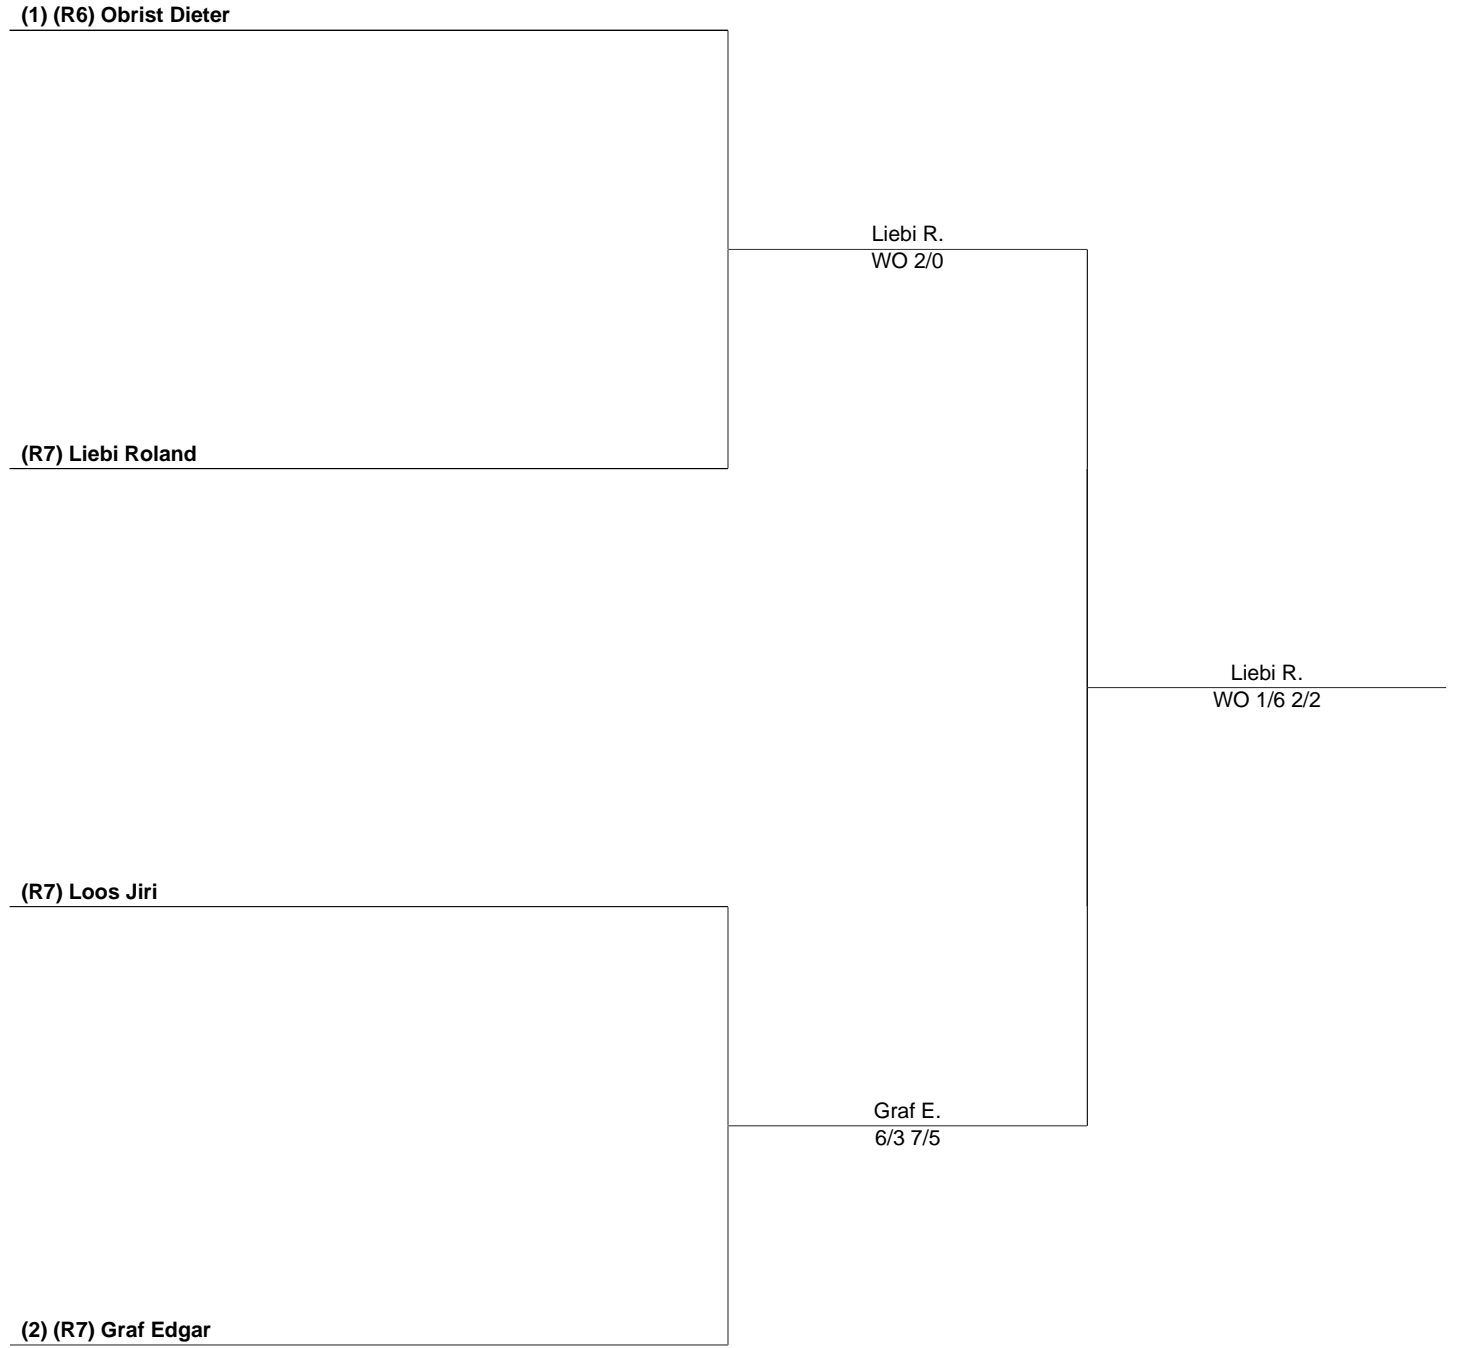 (1) (R6) Obrist Dieter
Liebi R.
WO 2/0
(R7) Liebi Roland
Liebi R.
WO 1/6 2/2
(R7) Loos Jiri
Graf E.
6/3 7/5
(2) (R7) Graf Edgar